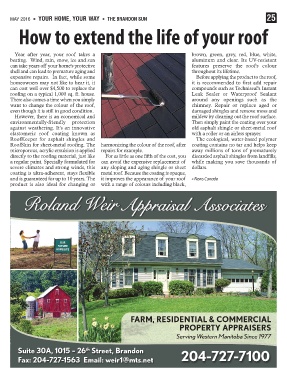 MAY 2016 • YOUR HOME, YOUR WAY • THE BRANDON SUN
25
How to extend the life of your roof
Year after year, your roof takes a
beating. Wind, rain, snow, ice and sun
can take years off your home's protective
shell and can lead to premature aging and
expensive repairs. In fact, while some
homeowners may not like to hear it, it
can cost well over $4,500 to replace the
roofing on a typical 1,000 sq. ft. house.
There also comes a time when you simply
want to change the colour of the roof,
even though it is still in good condition.
However, there is an economical and
environmentally-friendly protection
against weathering. It's an innovative
elastomeric roof coating known as
RoofKeeper for asphalt shingles and
RoofSkin for sheet-metal roofing. The
microporous, acrylic emulsion is applied
directly to the roofing material, just like
a regular paint. Specially formulated for
severe climates and strong winds, this
coating is ultra-adherent, stays flexible
and is guaranteed for up to 10 years. The
product is also ideal for changing or
harmonizing the colour of the roof, after
repairs for example.
For as little as one fifth of the cost, you
can avoid the expensive replacement of
any sloping and aging shingles or sheet-
metal roof. Because the coating is opaque,
it improves the appearance of your roof
with a range of colours including black,
brown, green, grey, red, blue, white,
aluminum and clear. Its UV-resistant
features preserve the roof's colour
throughout its lifetime.
Before applying the product to the roof,
it is recommended to first add repair
compounds such as Techniseal's Instant
Leak Sealer or Waterproof Sealant
around any openings such as the
chimney. Repair or replace aged or
damaged shingles and remove moss and
mildew by cleaning out the roof surface.
Then simply paint the coating over your
old asphalt shingle or sheet-metal roof
with a roller or an airless sprayer.
The ecological, water-based polymer
coating contains no tar and helps keep
away millions of tons of prematurely
discarded asphalt shingles from landfills,
while making you save thousands of
dollars.
Roland Weir Appraisal Associates
FARM, RESIDENTIAL & COMMERCIAL
PROPERTY APPRAISERS
Serving Western Manitoba Since 1977
Suite 30A, 1015 - 26th Street, Brandon
Fax: 204-727-1563 Email: weir1@mts.net
204-727-7100